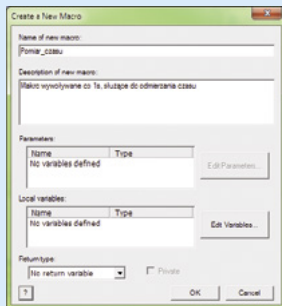 Create a New Macro
Name of new macro:
Pomiar_czasu
Description of new macro:
Makro wywoływane co 1s, służące do odmierzania czasu
Parameters:
Name Type
No variables defined
Edit Parameters...
Local variables:
Name Type
No variables defined
Edit Variables...
Return type:
No return variable
Private
? OK Cancel